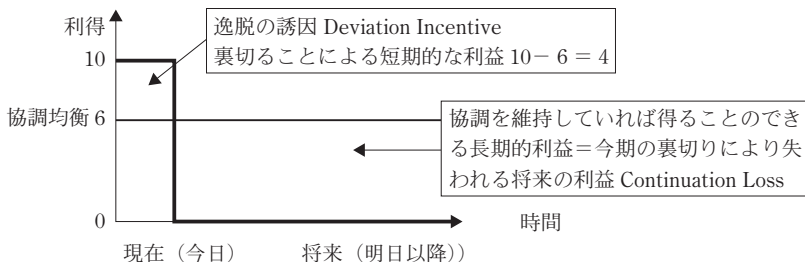 利得
逸脱の誘因 Deviation Incentive
裏切ることによる短期的な利益 10－6＝4
10
協調均衡 6
協調を維持していれば得ることのでき
る長期的利益＝今期の裏切りにより失
われる将来の利益 Continuation Loss
0
時間
現在（今日）
将来（明日以降））